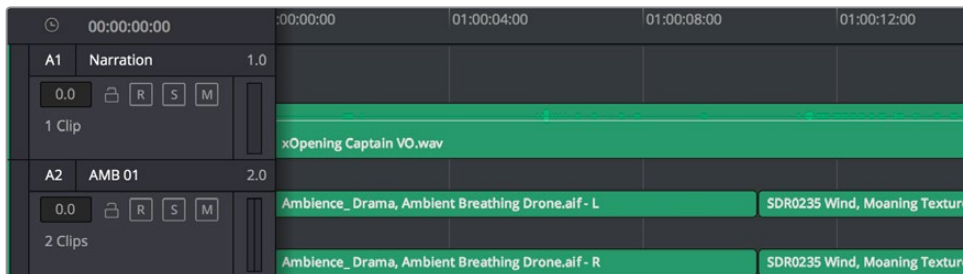 00:00:00:00 :00:00:00 01:00:04:00 01:00:08:00 01:00:12:00
A1 Narration 1.0
0.0 R S M
1 Clip
xOpening Captain VO.wav
A2 AMB 01 2.0
0.0 R S M
Ambience_ Drama, Ambient Breathing Drone.aif - L SDR0235 Wind, Moaning Textur
2 Clips
Ambience_ Drama, Ambient Breathing Drone.aif - R SDR0235 Wind, Moaning Textur